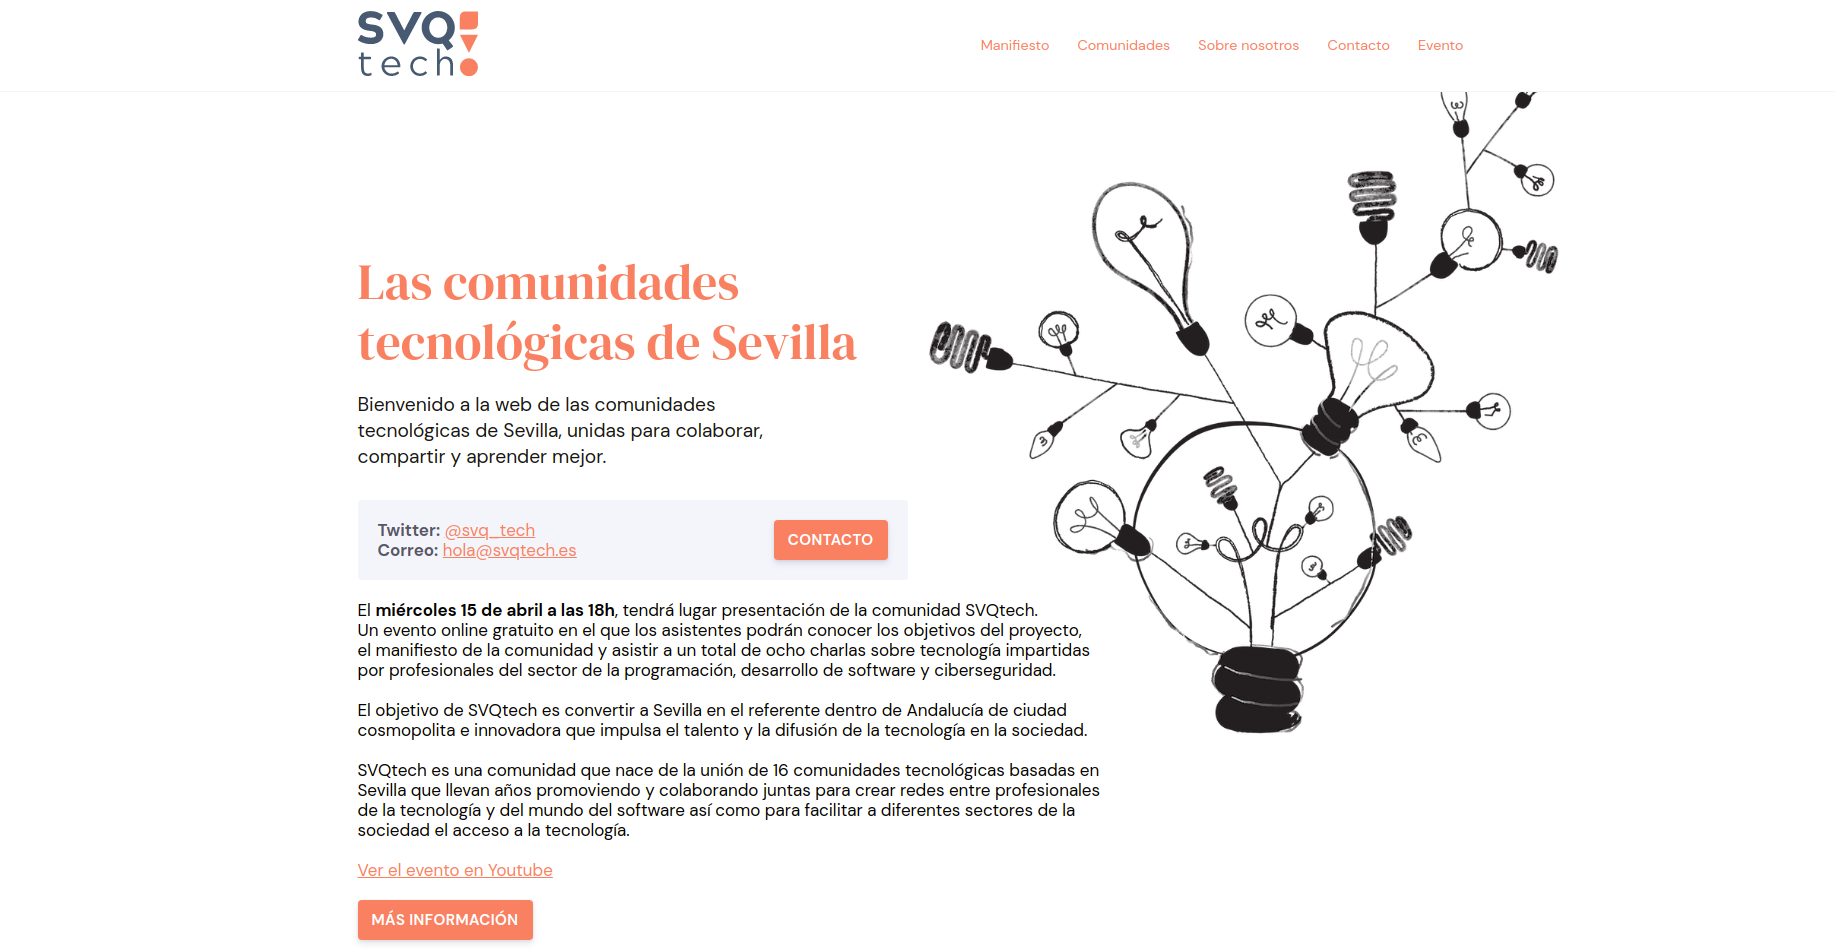 SVQ
tech
Manifiesto
Comunidades
Sobre nosotros
Contacto
Evento
Las comunidades
tecnológicas de Sevilla
Bienvenido a la web de las comunidades
tecnológicas de Sevilla, unidas para colaborar,
compartir y aprender mejor.
Twitter: @svq_tech
Correo: hola@svqtech.es
CONTACTO
El miércoles 15 de abril a las 18h, tendrá lugar presentación de la comunidad SVQtech.
Un evento online gratuito en el que los asistentes podrán conocer los objetivos del proyecto,
el manifiesto de la comunidad y asistir a un total de ocho charlas sobre tecnología impartidas
por profesionales del sector de la programación, desarrollo de software y ciberseguridad.
El objetivo de SVQtech es convertir a Sevilla en el referente dentro de Andalucía de ciudad
cosmopolita e innovadora que impulsa el talento y la difusión de la tecnología en la sociedad.
SVQtech es una comunidad que nace de la unión de 16 comunidades tecnológicas basadas en
Sevilla que llevan años promoviendo y colaborando juntas para crear redes entre profesionales
de la tecnología y del mundo del software así como para facilitar a diferentes sectores de la
sociedad el acceso a la tecnología.
Ver el evento en Youtube
MÁS INFORMACIÓN